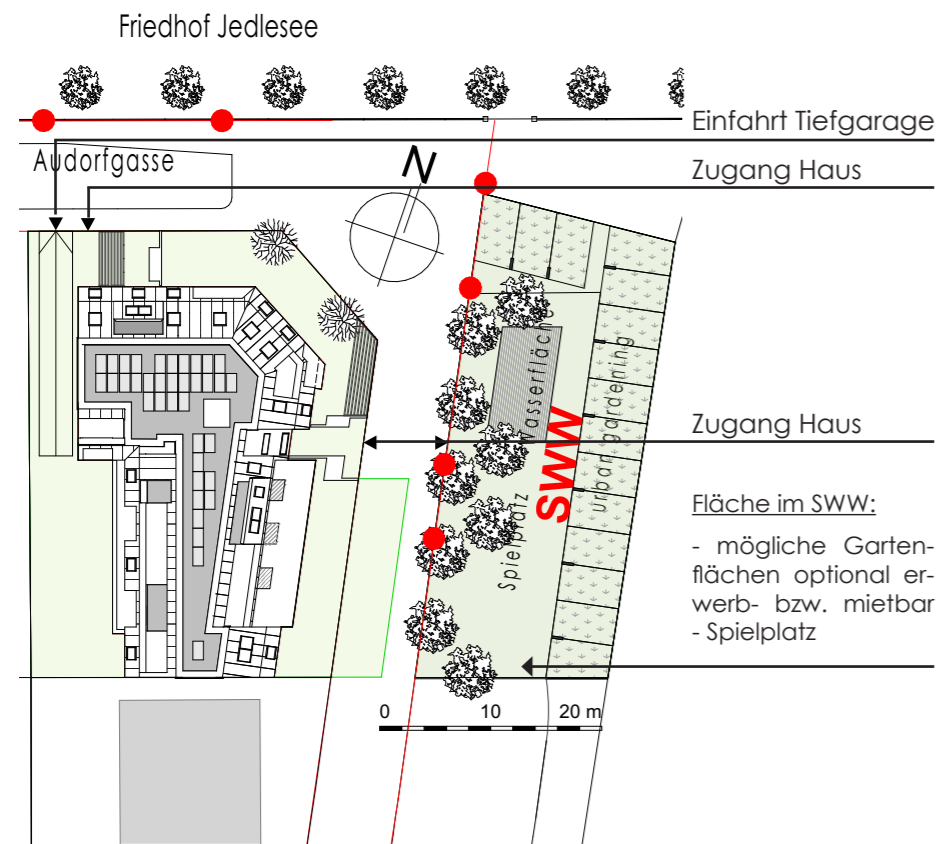 Friedhof Jedlesee
Einfahrt Tiefgarage
Audorfgasse
N
Zugang Haus
Wasserfläche
urban gardening
SWW
Spielplatz
Zugang Haus
Fläche im SWW:
- mögliche Garten-
flächen optional er-
werb- bzw. mietbar
- Spielplatz
0 10 20 m